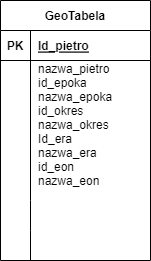 GeoTabela
PK Id_pietro
nazwa_pietro
id_epoka
nazwa_epoka
id_okres
nazwa_okres
Id_era
nazwa_era
id_eon
nazwa_eon